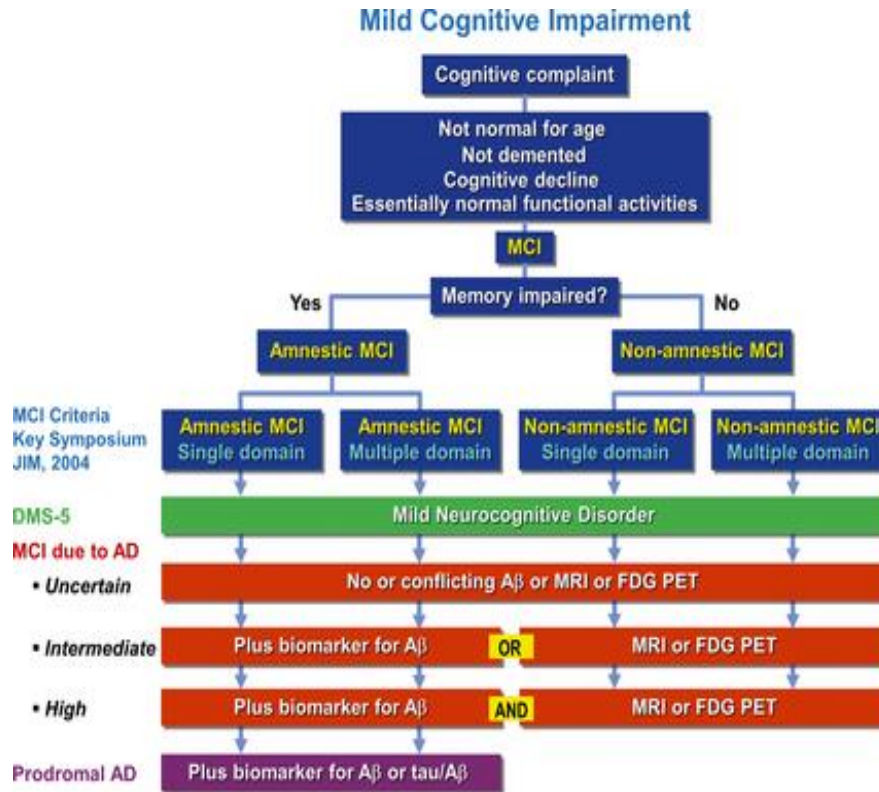 Mild Cognitive Impairment
Cognitive complaint
Not normal for age
Not demented
Cognitive decline
Essentially normal functional activities
MCI
Memory impaired?
Yes
No
Amnestic MCI
Non-amnestic MCI
MCI Criteria
Key Symposium
JIM, 2004
Amnestic MCI
Single domain
Amnestic MCI
Multiple domain
Non-amnestic MCI
Single domain
Non-amnestic MCI
Multiple domain
DMS-5
Mild Neurocognitive Disorder
MCI due to AD
• Uncertain
No or conflicting Aβ or MRI or FDG PET
• Intermediate
Plus biomarker for Aβ
OR
MRI or FDG PET
• High
Plus biomarker for Aβ
AND
MRI or FDG PET
Prodromal AD
Plus biomarker for Aβ or tau/Aβ